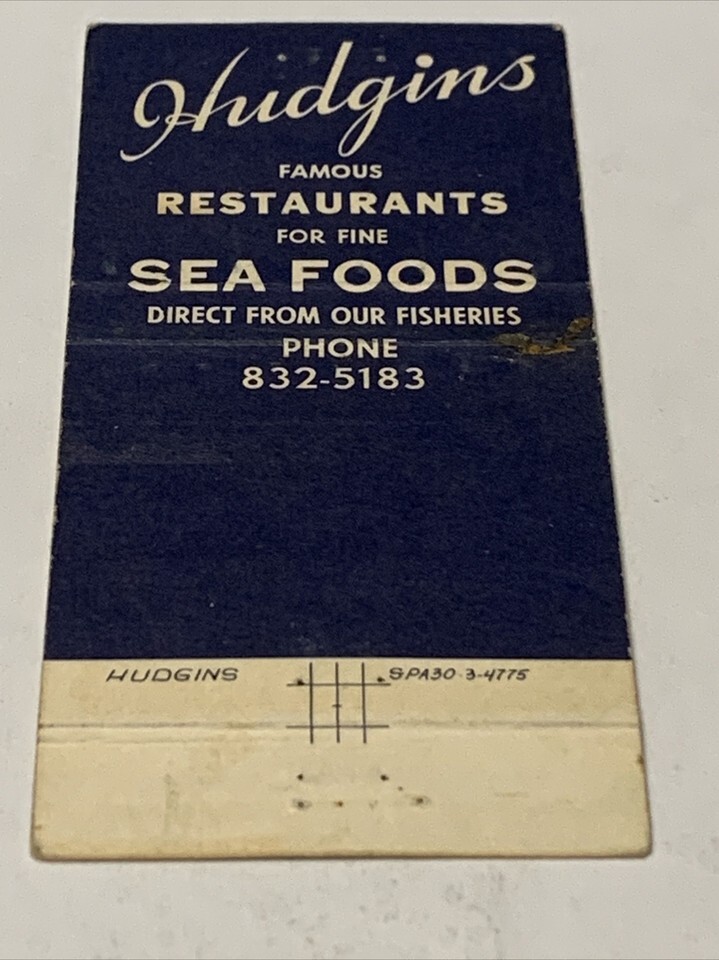 Hudgins
FAMOUS
RESTAURANTS
FOR FINE
SEA FOODS
DIRECT FROM OUR FISHERIES
PHONE
832-5183
HUDGINS SPA30-3-4775